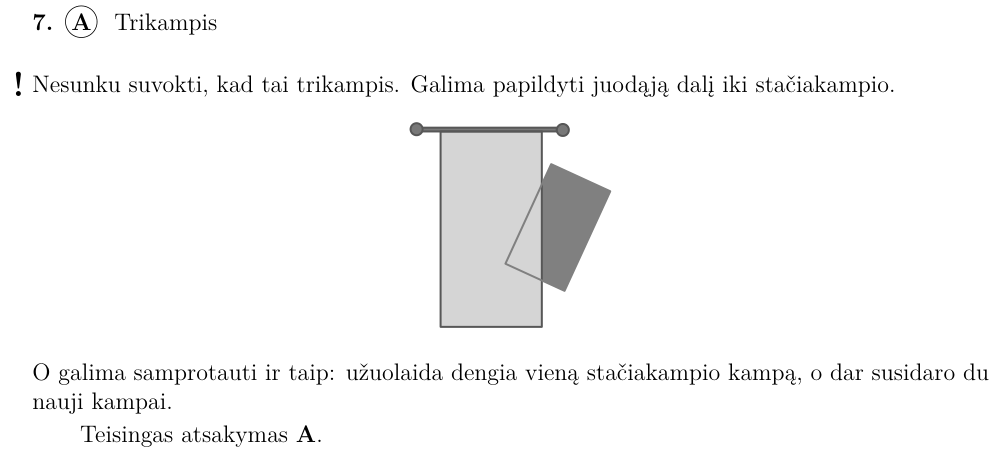 7. A Trikampis
! Nesunku suvokti, kad tai trikampis. Galima papildyti juodąją dalį iki stačiakampio.
O galima samprotauti ir taip: užuolaida dengia vieną stačiakampio kampą, o dar susidaro du
nauji kampai.
Teisingas atsakymas A.